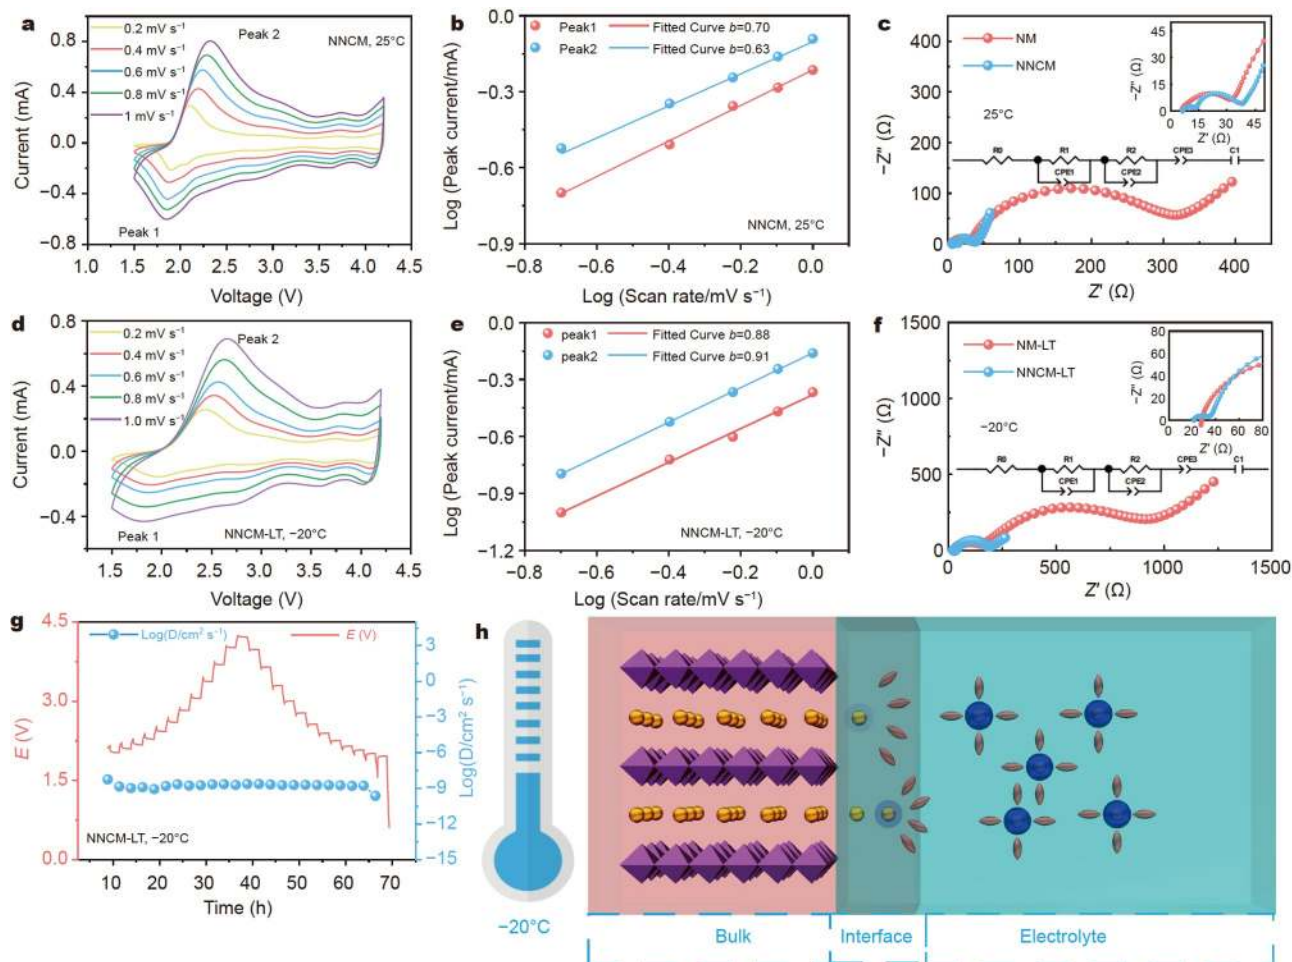 a
0.2 mV s⁻¹
0.4 mV s⁻¹
0.6 mV s⁻¹
0.8 mV s⁻¹
1 mV s⁻¹
Peak 2
NNCM, 25°C
Peak 1
Current (mA)
0.8
0.4
0.0
−0.4
−0.8
1.0 1.5 2.0 2.5 3.0 3.5 4.0 4.5
Voltage (V)
b
Peak1 Fitted Curve b=0.70
Peak2 Fitted Curve b=0.63
NNCM, 25°C
Log (Peak current/mA)
0.00
−0.3
−0.6
−0.9
−0.8 −0.6 −0.4 −0.2 0.0
Log (Scan rate/mV s⁻¹)
c
NM
NNCM
25°C
−Z″ (Ω)
400
300
200
100
0
0 100 200 300 400
Z′ (Ω)
−Z″ (Ω)
40
30
20
10
0
0 15 30 45
Z′ (Ω)
R0 R1 R2 CPE3 C1
CPE1 CPE2
d
0.2 mV s⁻¹
0.4 mV s⁻¹
0.6 mV s⁻¹
0.8 mV s⁻¹
1.0 mV s⁻¹
Peak 2
Peak 1
NNCM-LT, −20°C
Current (mA)
0.8
0.4
0.0
−0.4
1.5 2.0 2.5 3.0 3.5 4.0 4.5
Voltage (V)
e
peak1 Fitted Curve b=0.88
peak2 Fitted Curve b=0.91
NNCM-LT, −20°C
Log (Peak current/mA)
0.0
−0.3
−0.6
−0.9
−1.2
−0.8 −0.6 −0.4 −0.2 0.0
Log (Scan rate/mV s⁻¹)
f
NM-LT
NNCM-LT
−20°C
−Z″ (Ω)
1500
1000
500
0
0 500 1000 1500
Z′ (Ω)
−Z″ (Ω)
80
60
40
20
0
0 20 40 60 80
Z′ (Ω)
R0 R1 R2 CPE3 C1
CPE1 CPE2
g
Log(D/cm² s⁻¹) E (V)
NNCM-LT, −20°C
E (V)
4.5
3.0
1.5
0.0
Log(D/cm² s⁻¹)
3
0
−3
−6
−9
−12
−15
10 20 30 40 50 60 70
Time (h)
h
−20°C
Bulk Interface Electrolyte